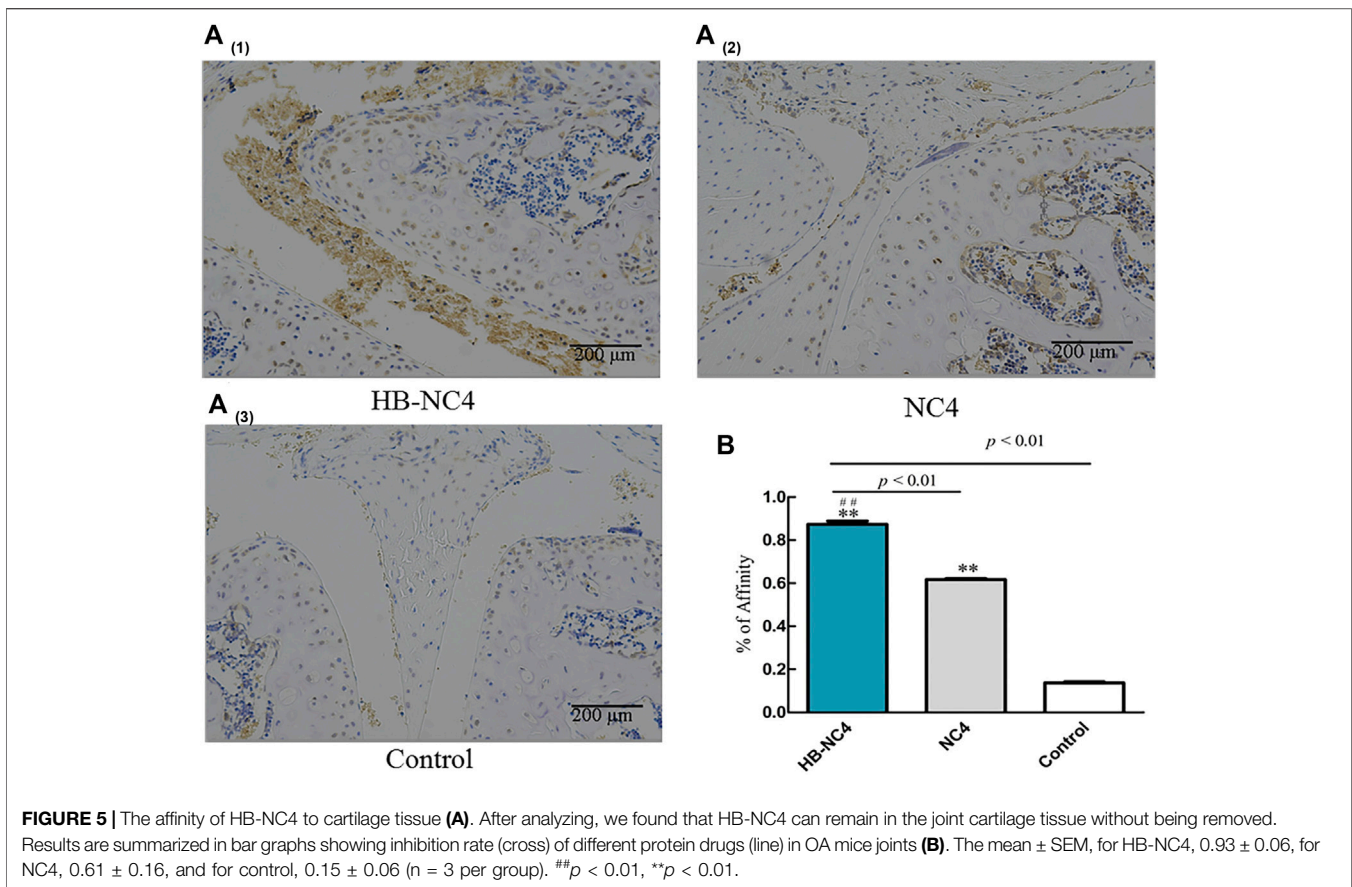 A (1)
A (2)
200 μm
200 μm
HB-NC4
NC4
A (3)
200 μm
Control
B
p < 0.01
p < 0.01
1.0
0.8
0.6
0.4
0.2
0.0
% of Affinity
##
**
**
HB-NC4
NC4
Control
FIGURE 5 | The affinity of HB-NC4 to cartilage tissue (A). After analyzing, we found that HB-NC4 can remain in the joint cartilage tissue without being removed.
Results are summarized in bar graphs showing inhibition rate (cross) of different protein drugs (line) in OA mice joints (B). The mean ± SEM, for HB-NC4, 0.93 ± 0.06, for
NC4, 0.61 ± 0.16, and for control, 0.15 ± 0.06 (n = 3 per group). ##p < 0.01, **p < 0.01.